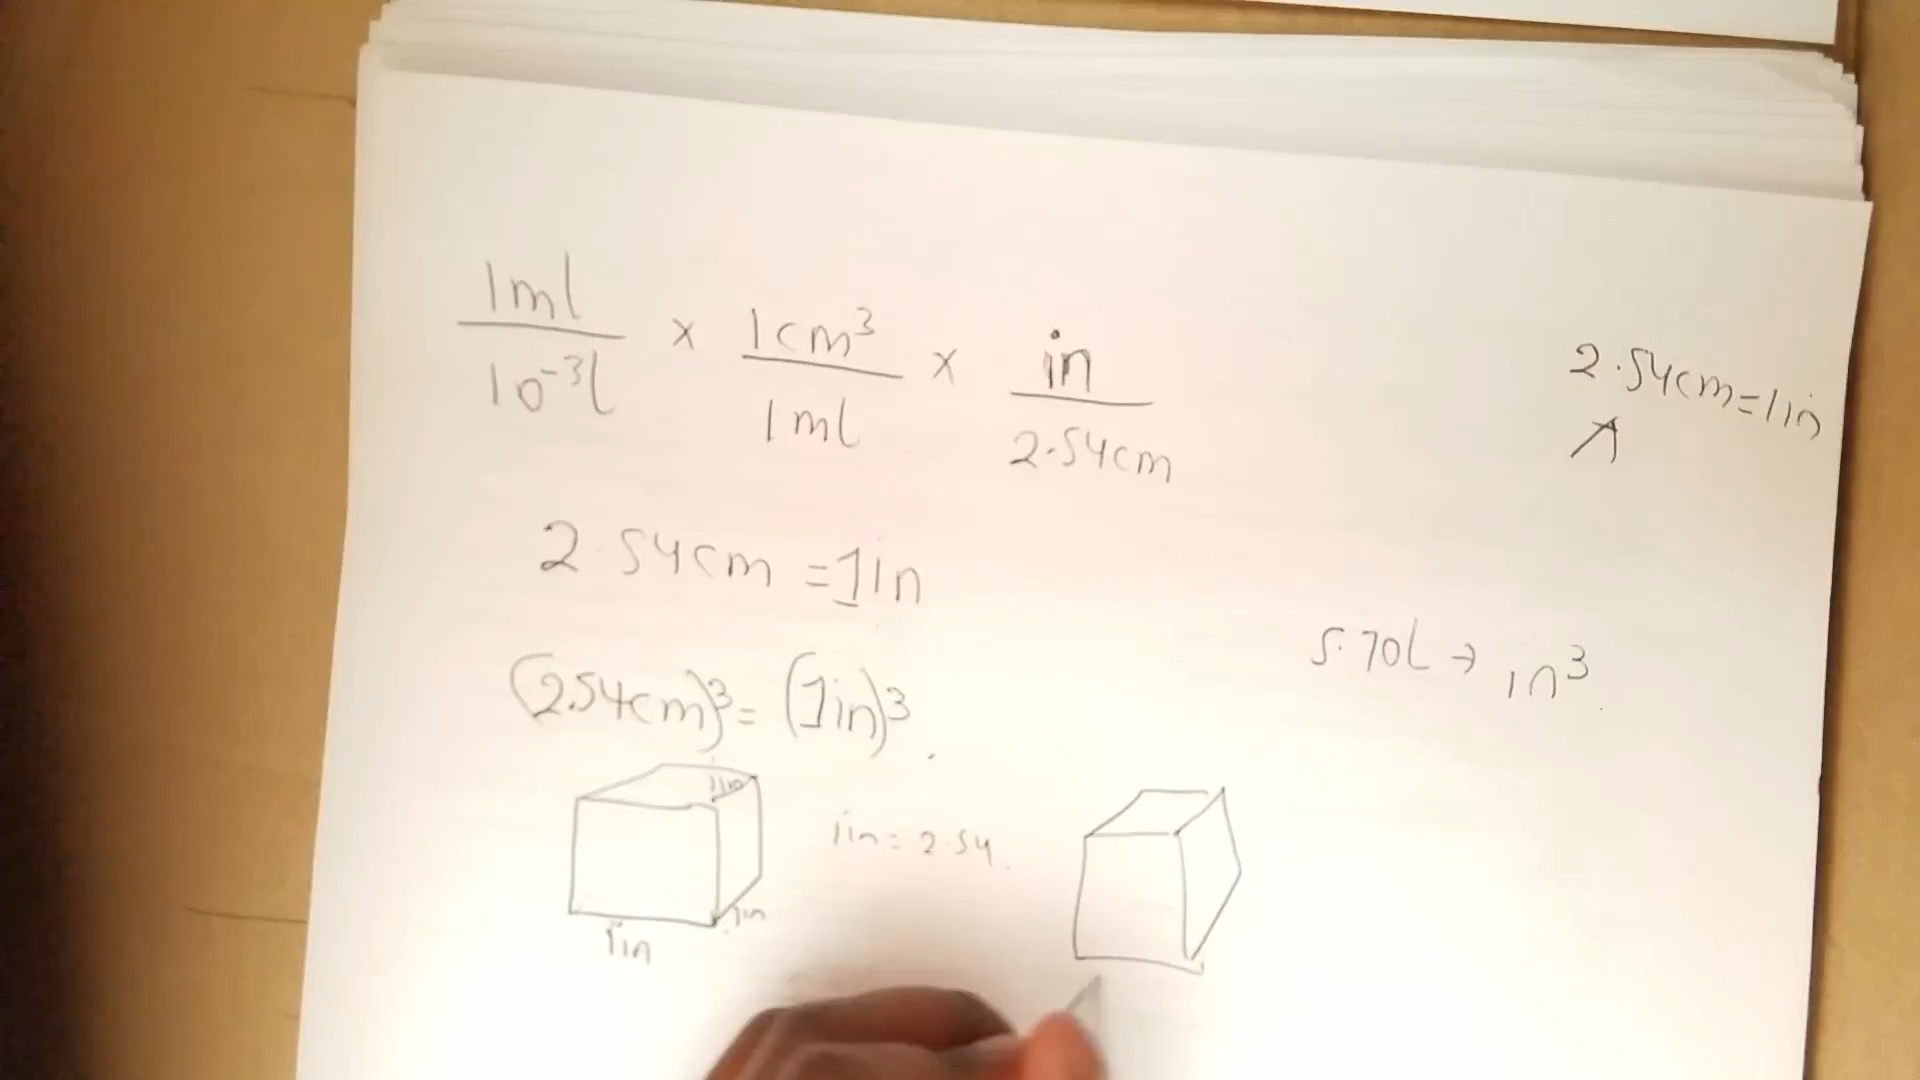 1ml / 10⁻³l × 1cm³ / 1ml × in / 2.54cm
2.54cm=1in
2.54cm =1in
5.70l → in³
(2.54cm)³ = (1in)³
1in
1in = 2.54
1in
1in